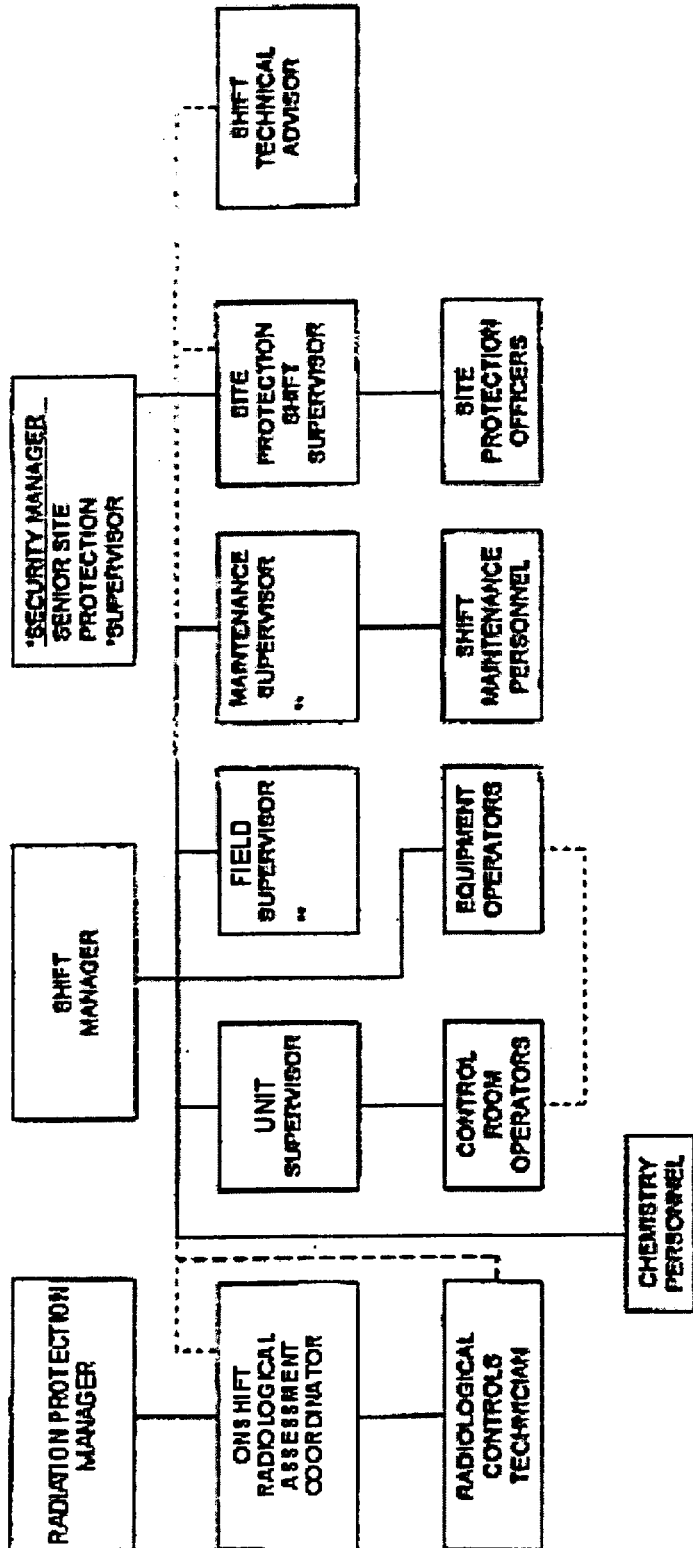 RADIATION PROTECTION
MANAGER
SHIFT
MANAGER
*SECURITY MANAGER
SENIOR SITE
PROTECTION
*SUPERVISOR
ONSHIFT
RADIOLOGICAL
ASSESSMENT
COORDINATOR
UNIT
SUPERVISOR
FIELD
SUPERVISOR
**
MAINTENANCE
SUPERVISOR
**
SITE
PROTECTION
SHIFT
SUPERVISOR
SHIFT
TECHNICAL
ADVISOR
RADIOLOGICAL
CONTROLS
TECHNICIAN
CONTROL
ROOM
OPERATORS
EQUIPMENT
OPERATORS
SHIFT
MAINTENANCE
PERSONNEL
SITE
PROTECTION
OFFICERS
CHEMISTRY
PERSONNEL